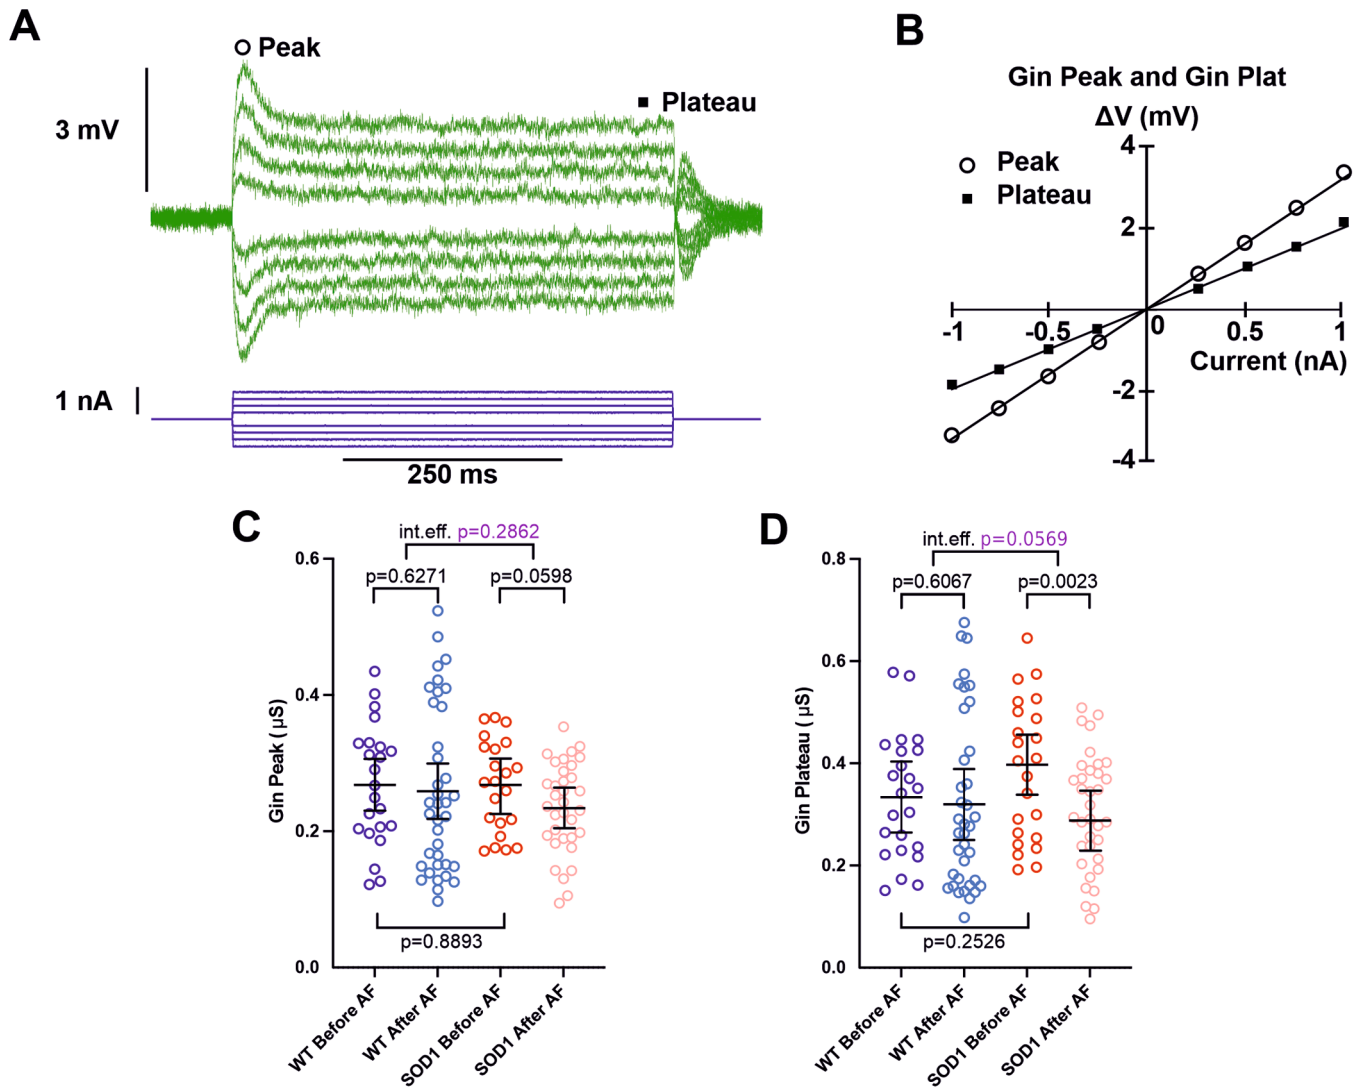 A
Peak
Plateau
3 mV
1 nA
250 ms
B
Gin Peak and Gin Plat
ΔV (mV)
Peak
Plateau
4
2
-1
-0.5
0
0.5
1
Current (nA)
-2
-4
C
int.eff. p=0.2862
p=0.6271
p=0.0598
0.6
0.4
0.2
0.0
Gin Peak ( μS)
p=0.8893
WT Before AF
WT After AF
SOD1 Before AF
SOD1 After AF
D
int.eff. p=0.0569
p=0.6067
p=0.0023
0.8
0.6
0.4
0.2
0.0
Gin Plateau ( μS)
p=0.2526
WT Before AF
WT After AF
SOD1 Before AF
SOD1 After AF